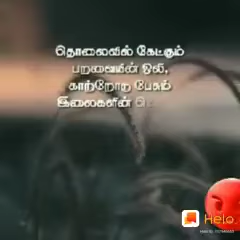 தொலைவில் கேட்கும்
பறவையின் ஒலி,
காற்றோடு பேசும்
இலைகளின்
Helo